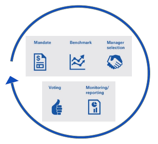 Mandate Benchmark Manager
selection
Voting Monitoring/
reporting